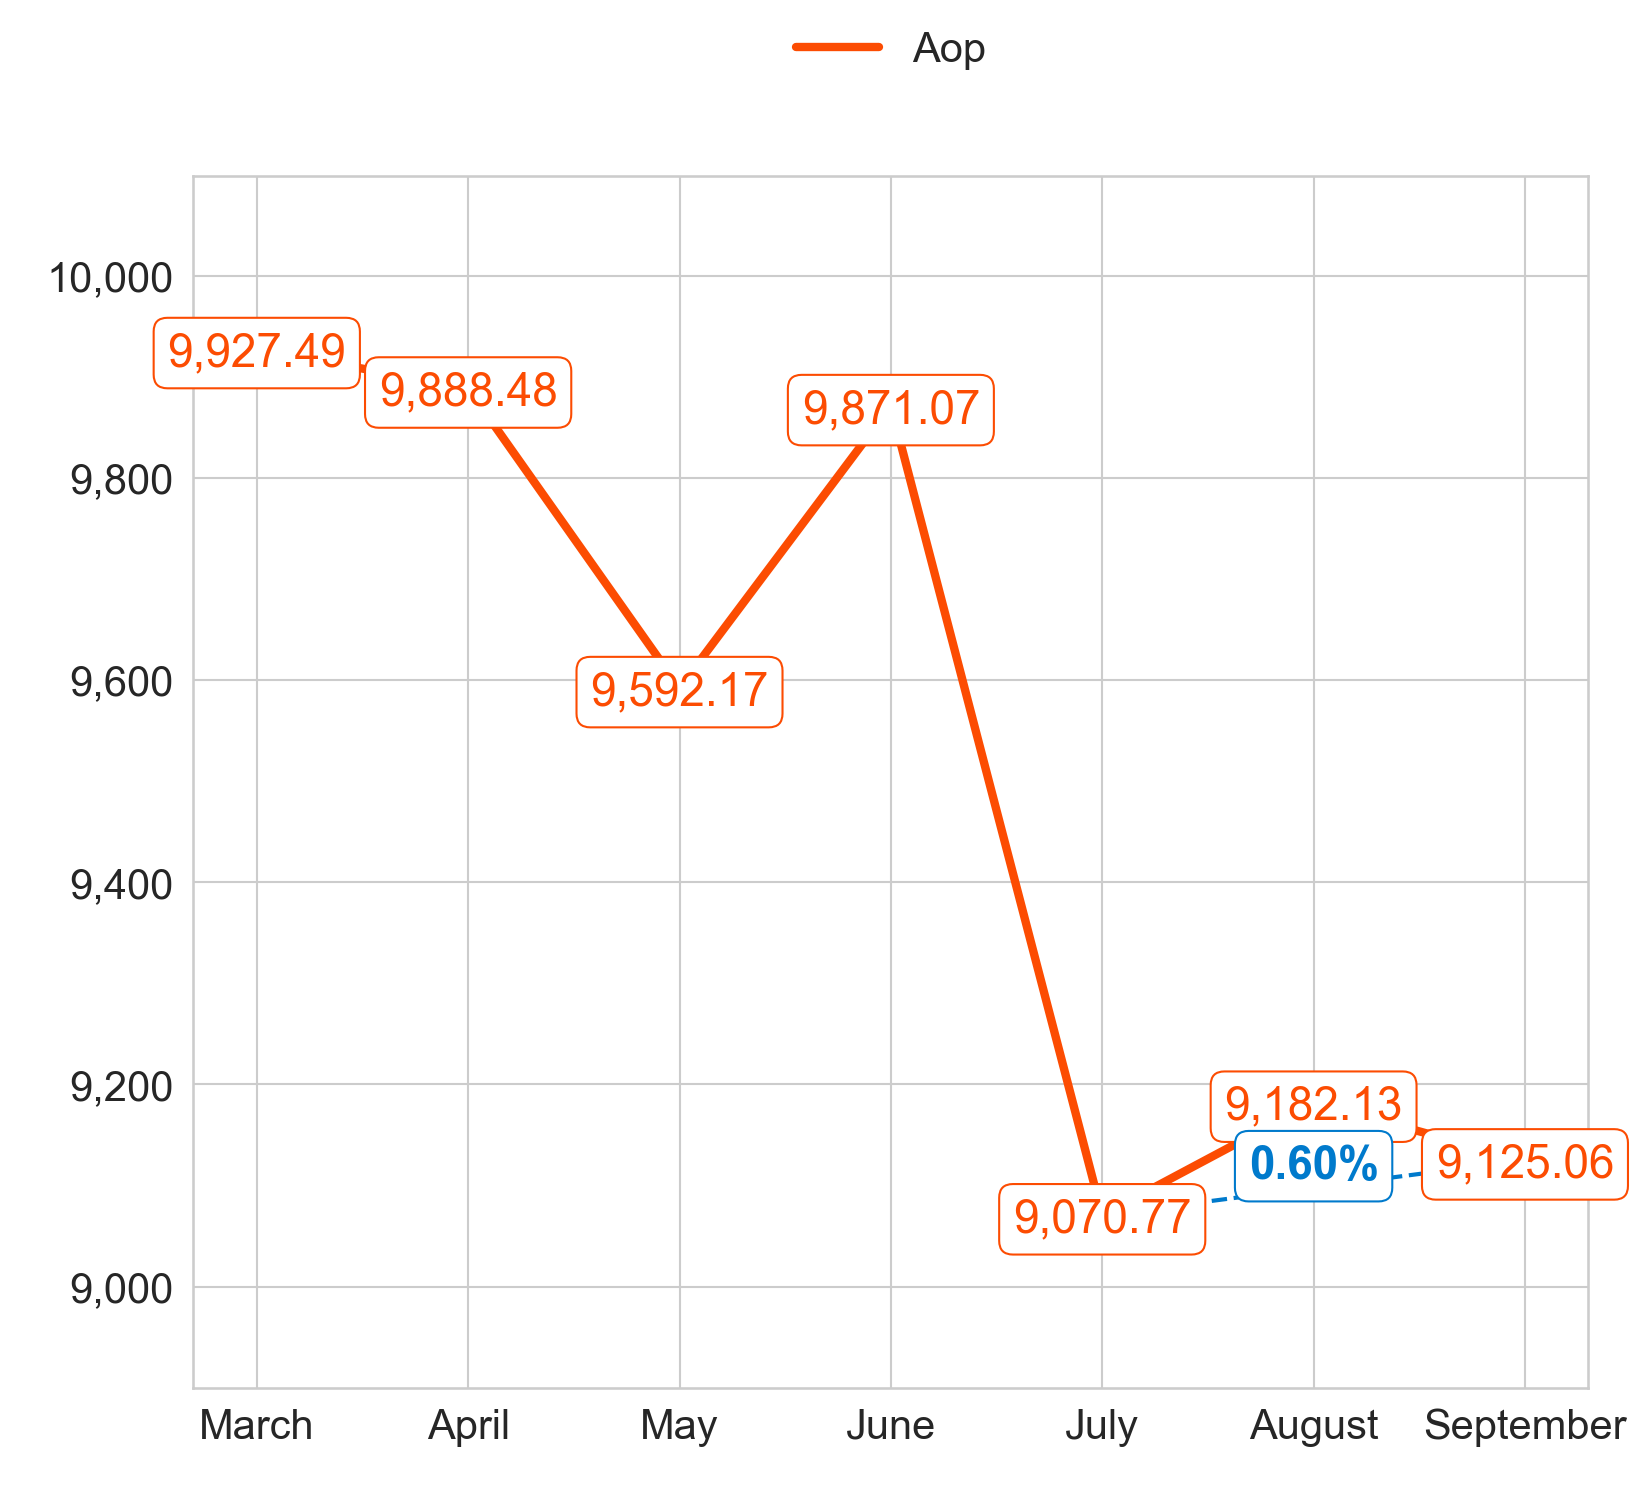 Aop
10,000
9,800
9,600
9,400
9,200
9,000
9,927.49
9,888.48
9,592.17
9,871.07
9,070.77
9,182.13
0.60%
9,125.06
March
April
May
June
July
August
September